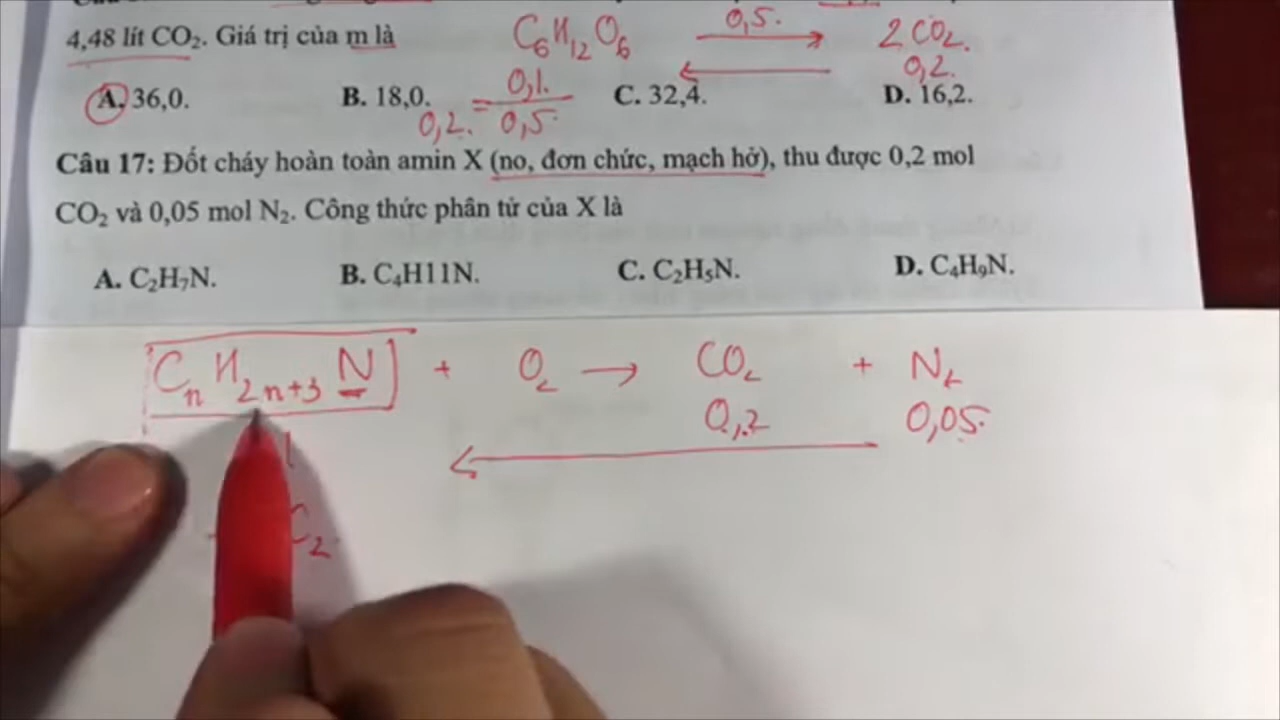 4,48 lít CO₂. Giá trị của m là C₆H₁₂O₆ 0,5. 2CO₂.
0,2.
A. 36,0. B. 18,0. C. 32,4. D. 16,2.
0,2. = 0,1. / 0,5.
Câu 17: Đốt cháy hoàn toàn amin X (no, đơn chức, mạch hở), thu được 0,2 mol
CO₂ và 0,05 mol N₂. Công thức phân tử của X là
A. C₂H₇N. B. C₄H11N. C. C₂H₅N. D. C₄H₉N.
CₙH₂ₙ₊₃N + O₂ → CO₂ + N₂
0,2 0,05.
C₂